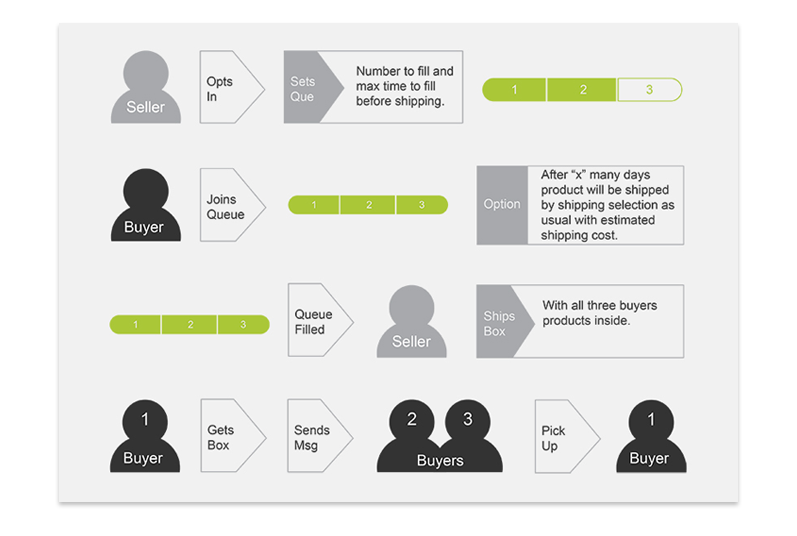 Seller
Opts
In
Sets
Que
Number to fill and
max time to fill
before shipping.
1 2 3
Buyer
Joins
Queue
1 2 3
Option
After “x” many days
product will be shipped
by shipping selection as
usual with estimated
shipping cost.
1 2 3
Queue
Filled
Seller
Ships
Box
With all three buyers
products inside.
1
Buyer
Gets
Box
Sends
Msg
2 3
Buyers
Pick
Up
1
Buyer